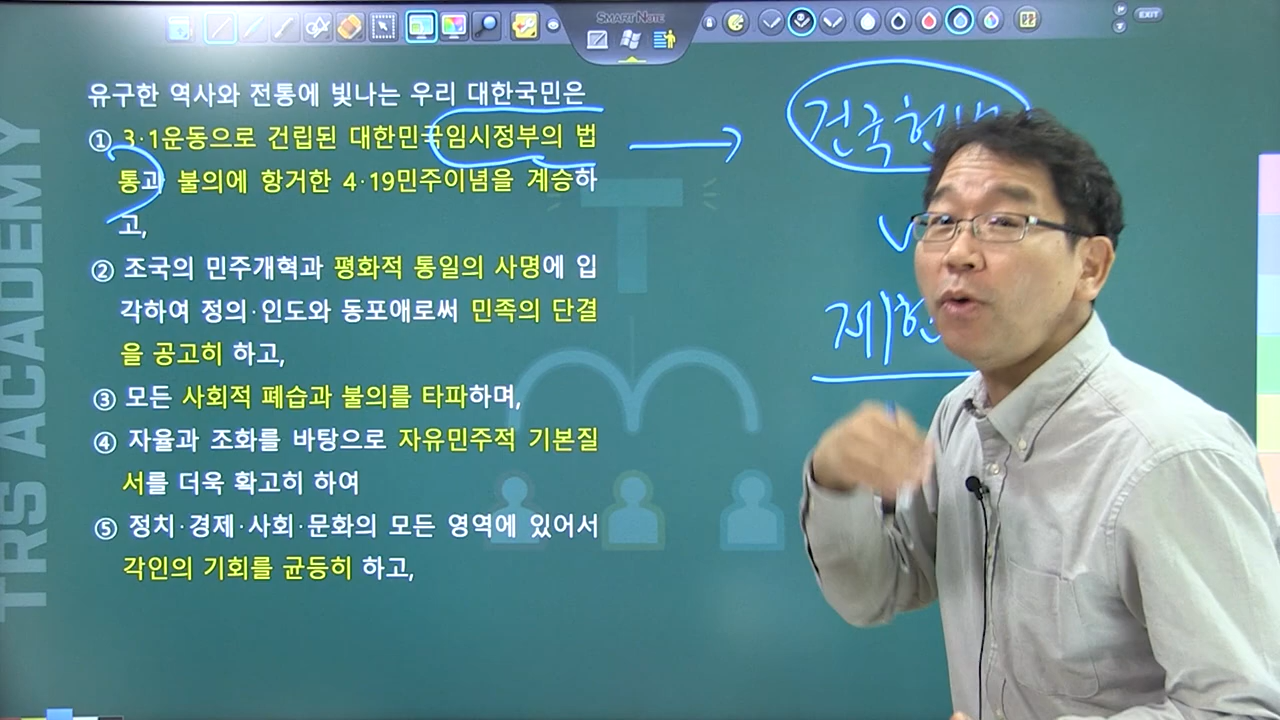 SMART NOTE
EXIT
유구한 역사와 전통에 빛나는 우리 대한국민은
① 3·1운동으로 건립된 대한민국임시정부의 법
통과 불의에 항거한 4·19민주이념을 계승하
고,
② 조국의 민주개혁과 평화적 통일의 사명에 입
각하여 정의·인도와 동포애로써 민족의 단결
을 공고히 하고,
③ 모든 사회적 폐습과 불의를 타파하며,
④ 자율과 조화를 바탕으로 자유민주적 기본질
서를 더욱 확고히 하여
⑤ 정치·경제·사회·문화의 모든 영역에 있어서
각인의 기회를 균등히 하고,
건국헌
제헌
TRS ACADEMY